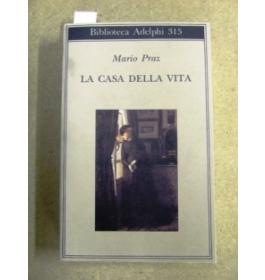 Biblioteca Adelphi 315
Mario Praz
LA CASA DELLA VITA